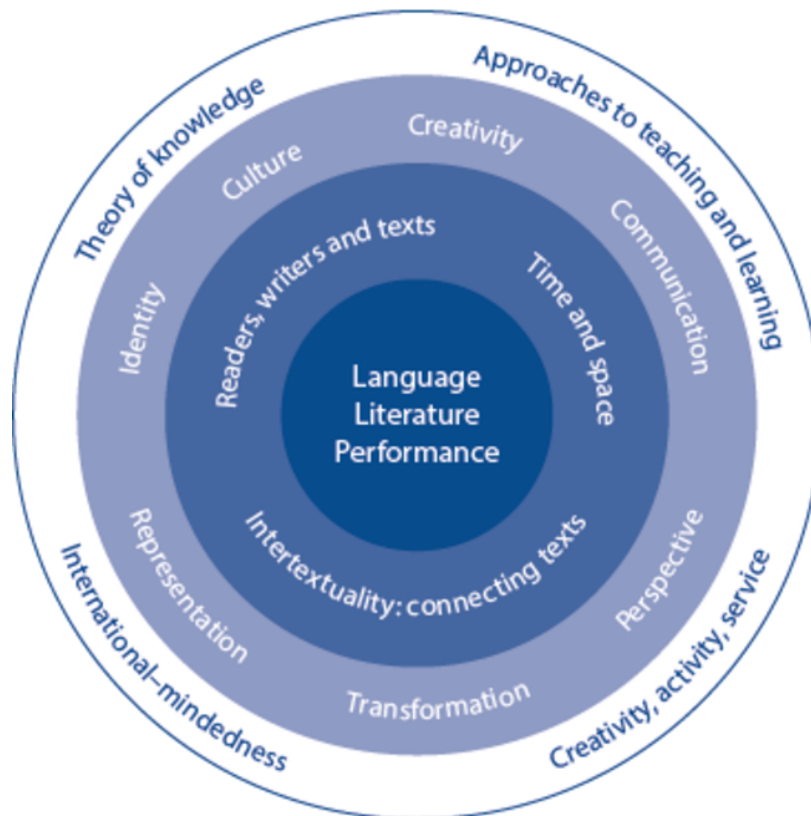 Theory of knowledge
Approaches to teaching and learning
Creativity, activity, service
International–mindedness
Identity
Culture
Creativity
Communication
Perspective
Transformation
Representation
Readers, writers and texts
Time and space
Intertextuality: connecting texts
Language
Literature
Performance